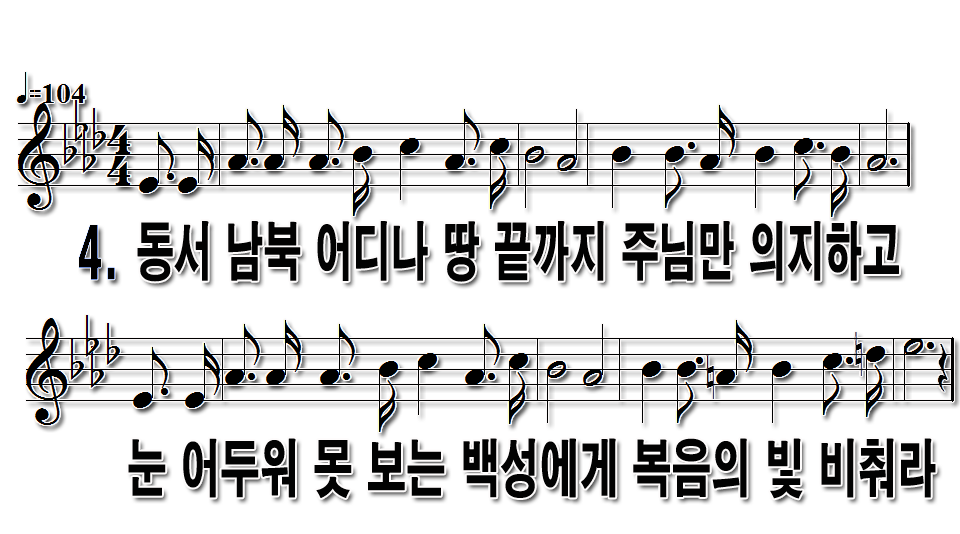 ♩=104
4. 동서 남북 어디나 땅 끝까지 주님만 의지하고
눈 어두워 못 보는 백성에게 복음의 빛 비춰라